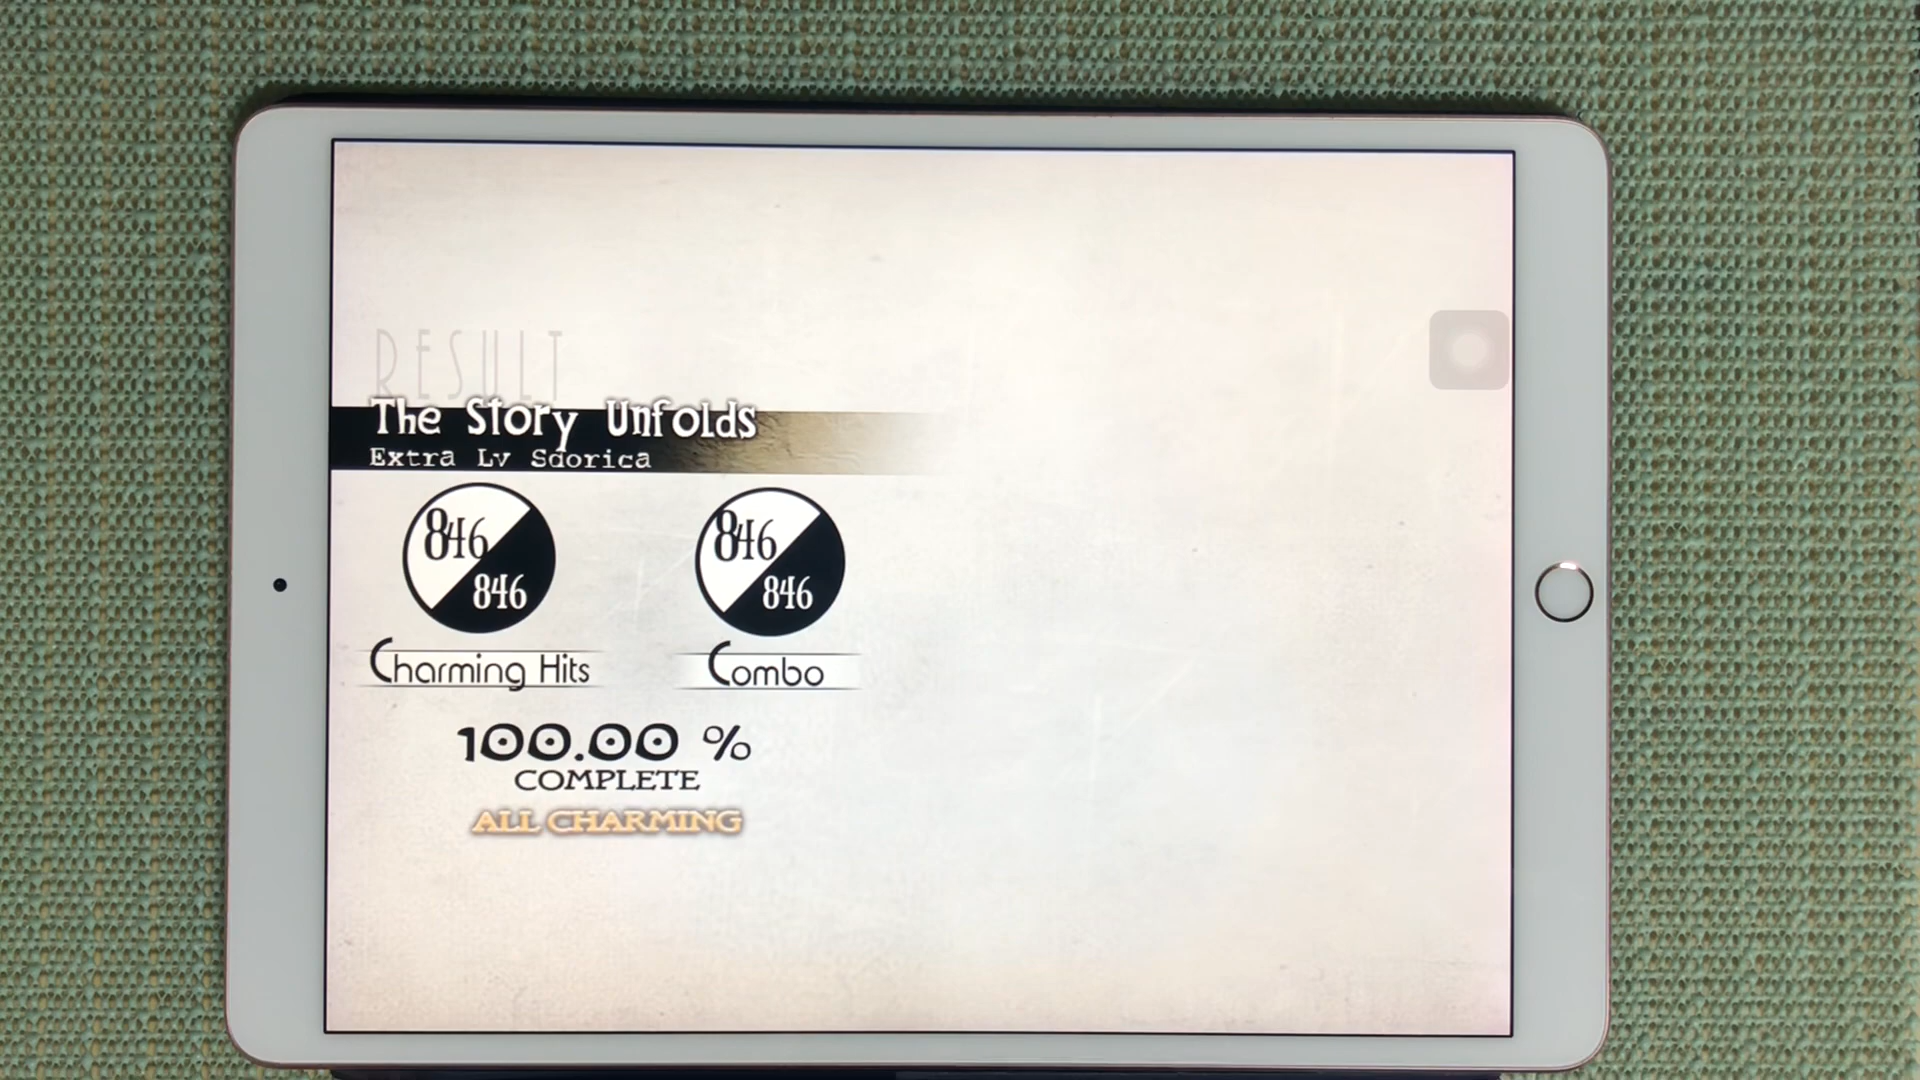 RESULT
The Story Unfolds
Extra Lv Sdorica
846
846
846
846
Charming Hits
Combo
100.00 %
COMPLETE
ALL CHARMING